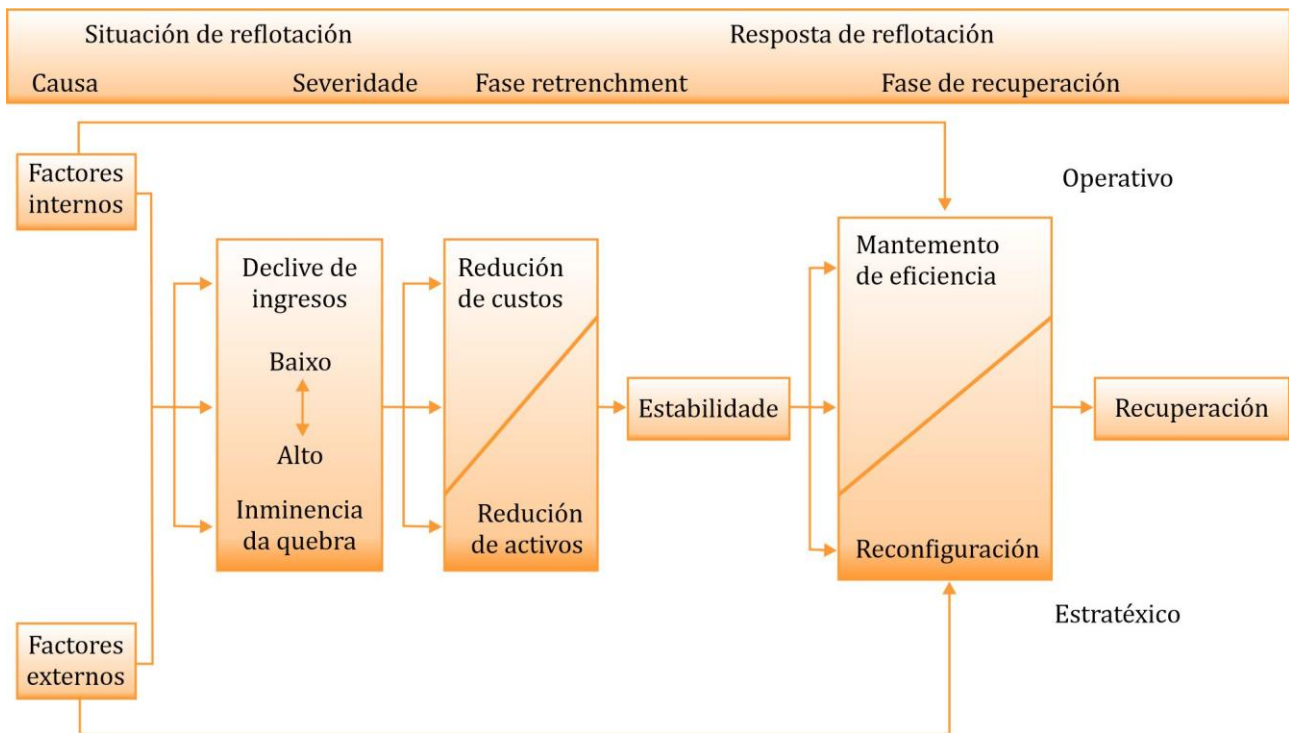 Situación de reflotación
Resposta de reflotación
Causa
Severidade
Fase retrenchment
Fase de recuperación
Factores
internos
Operativo
Declive de
ingresos
Baixo
Alto
Inminencia
da quebra
Redución
de custos
Redución
de activos
Estabilidade
Mantemento
de eficiencia
Reconfiguración
Recuperación
Estratéxico
Factores
externos